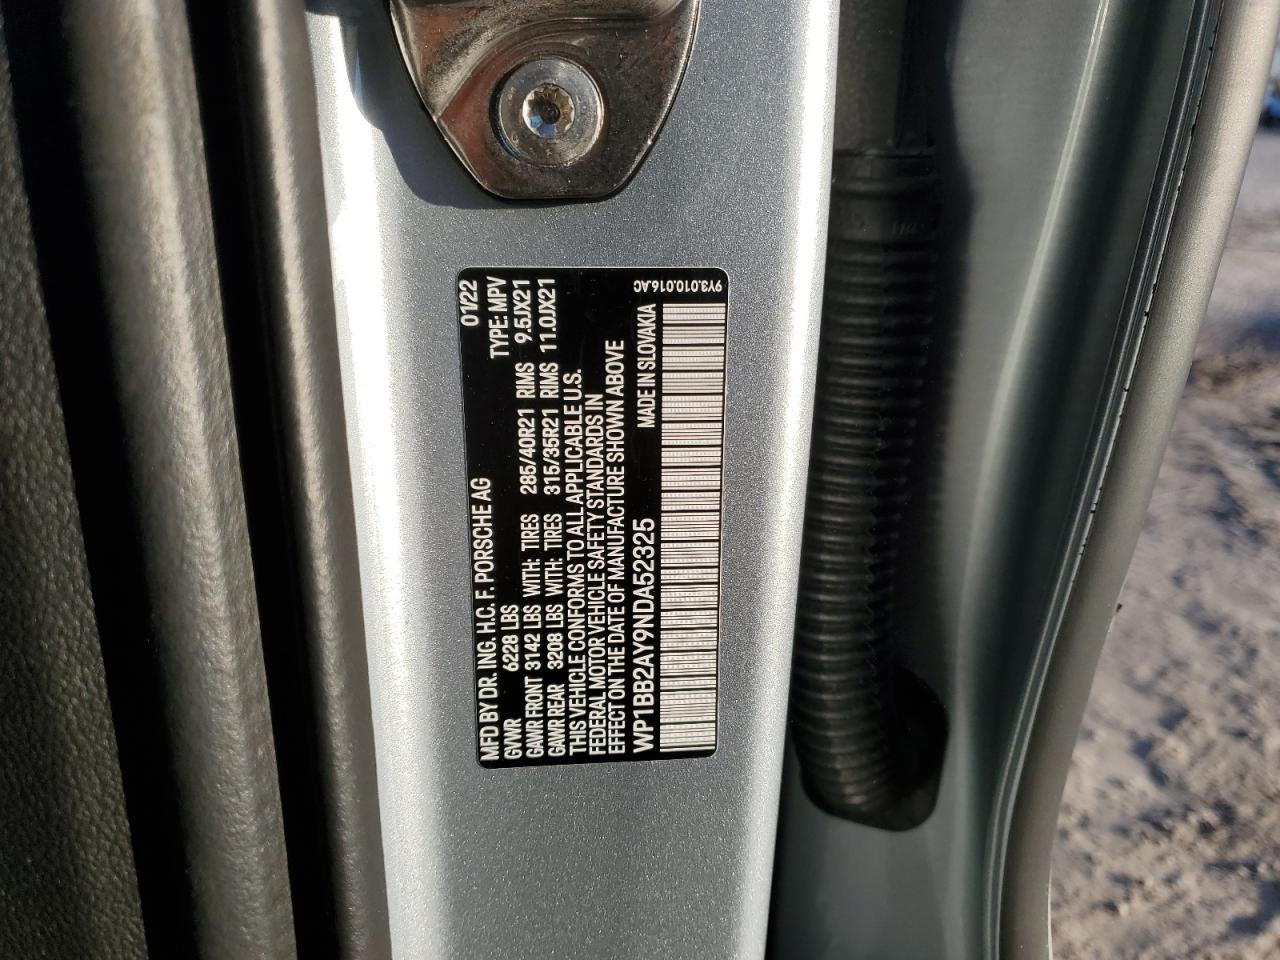 MFD BY DR. ING. H.C. F. PORSCHE AG 01/22
GVWR 6228 LBS TYPE: MPV
GAWR FRONT 3142 LBS WITH: TIRES 285/40R21 RIMS 9.5JX21
GAWR REAR 3208 LBS WITH: TIRES 315/35R21 RIMS 11.0JX21
THIS VEHICLE CONFORMS TO ALL APPLICABLE U.S.
FEDERAL MOTOR VEHICLE SAFETY STANDARDS IN
EFFECT ON THE DATE OF MANUFACTURE SHOWN ABOVE
WP1BB2AY9NDA52325 MADE IN SLOVAKIA
9Y3.010.016.AC